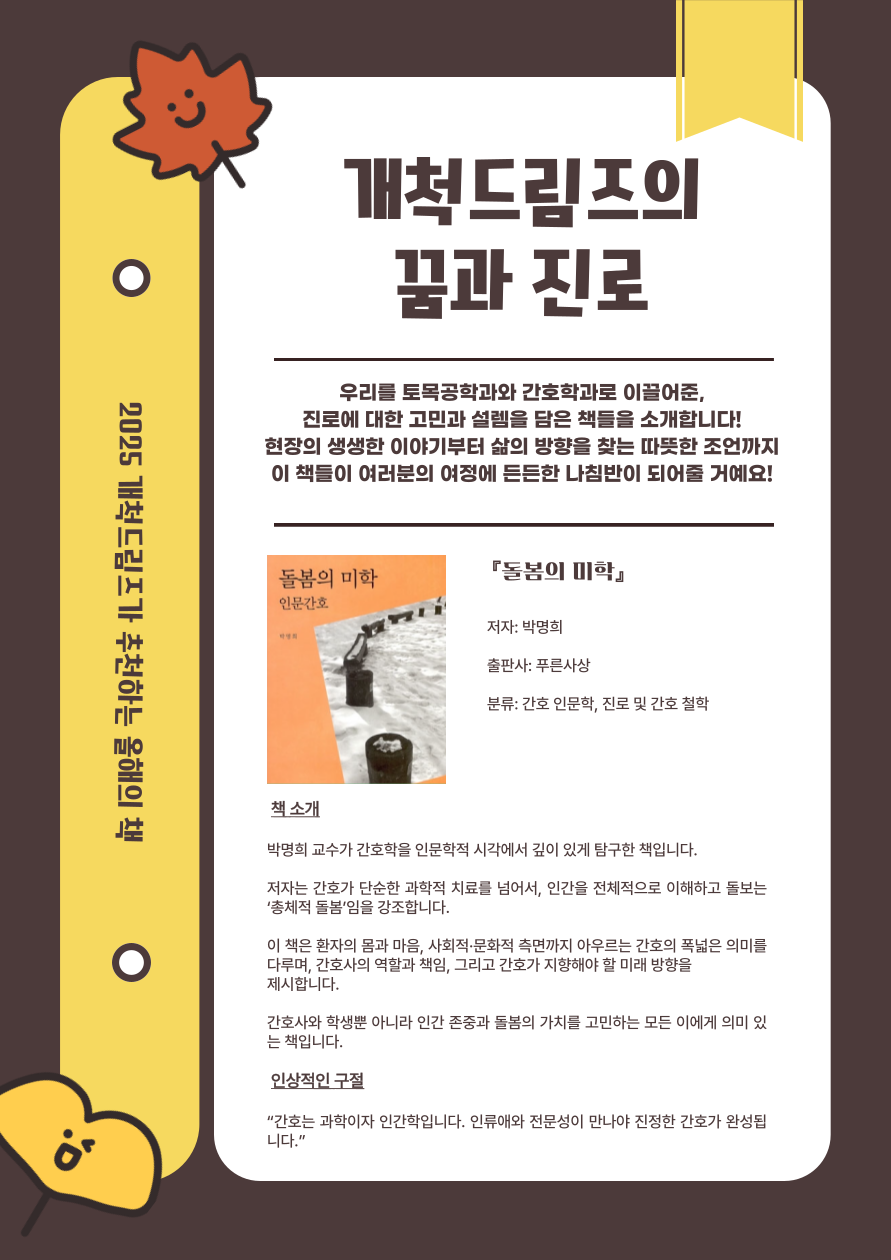 개척드림즈의
꿈과 진로
우리를 토목공학과와 간호학과로 이끌어준,
진로에 대한 고민과 설렘을 담은 책들을 소개합니다!
현장의 생생한 이야기부터 삶의 방향을 찾는 따뜻한 조언까지
이 책들이 여러분의 여정에 든든한 나침반이 되어줄 거예요!
2025 개척드림즈가 추천하는 올해의 책
돌봄의 미학
인문간호
박명희
『돌봄의 미학』
저자: 박명희
출판사: 푸른사상
분류: 간호 인문학, 진로 및 간호 철학
책 소개
박명희 교수가 간호학을 인문학적 시각에서 깊이 있게 탐구한 책입니다.
저자는 간호가 단순한 과학적 치료를 넘어서, 인간을 전체적으로 이해하고 돌보는
‘총체적 돌봄’임을 강조합니다.
이 책은 환자의 몸과 마음, 사회적·문화적 측면까지 아우르는 간호의 폭넓은 의미를
다루며, 간호사의 역할과 책임, 그리고 간호가 지향해야 할 미래 방향을
제시합니다.
간호사와 학생뿐 아니라 인간 존중과 돌봄의 가치를 고민하는 모든 이에게 의미 있
는 책입니다.
인상적인 구절
“간호는 과학이자 인간학입니다. 인류애와 전문성이 만나야 진정한 간호가 완성됩
니다.”